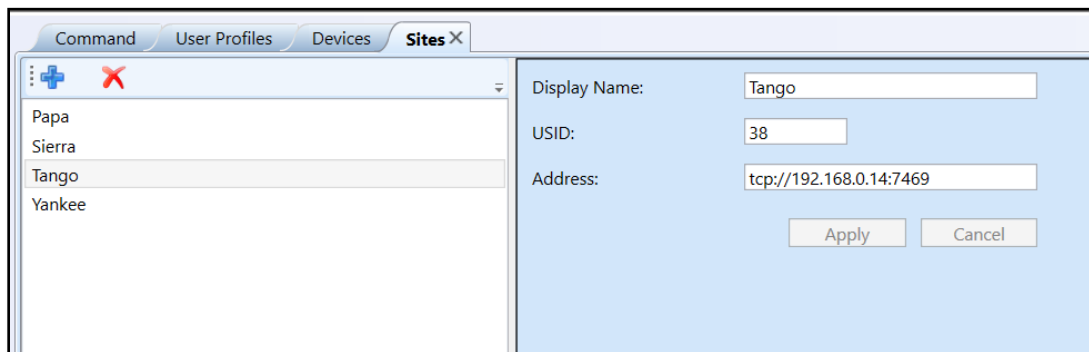 Command User Profiles Devices Sites
Papa
Sierra
Tango
Yankee
Display Name: Tango
USID: 38
Address: tcp://192.168.0.14:7469
Apply Cancel